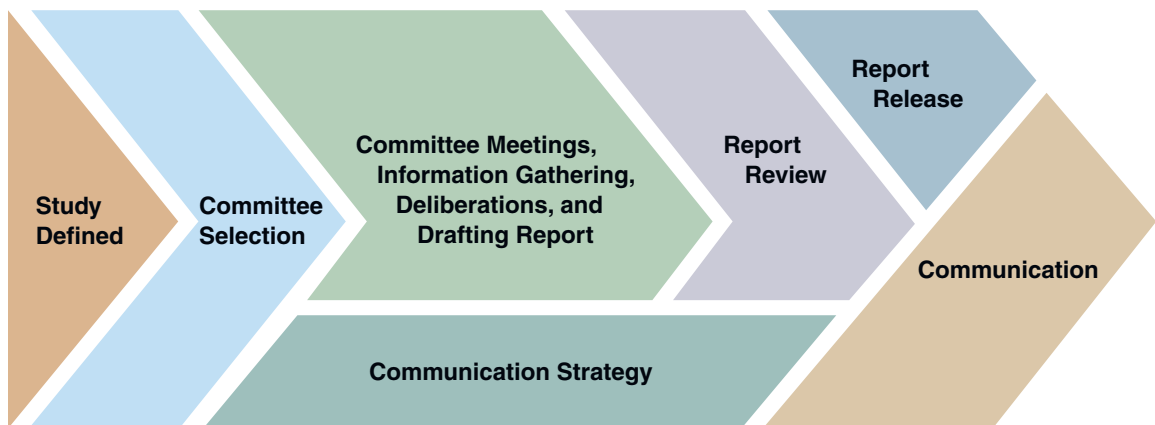 Study
Defined
Committee
Selection
Committee Meetings,
Information Gathering,
Deliberations, and
Drafting Report
Report
Review
Report
Release
Communication
Communication Strategy